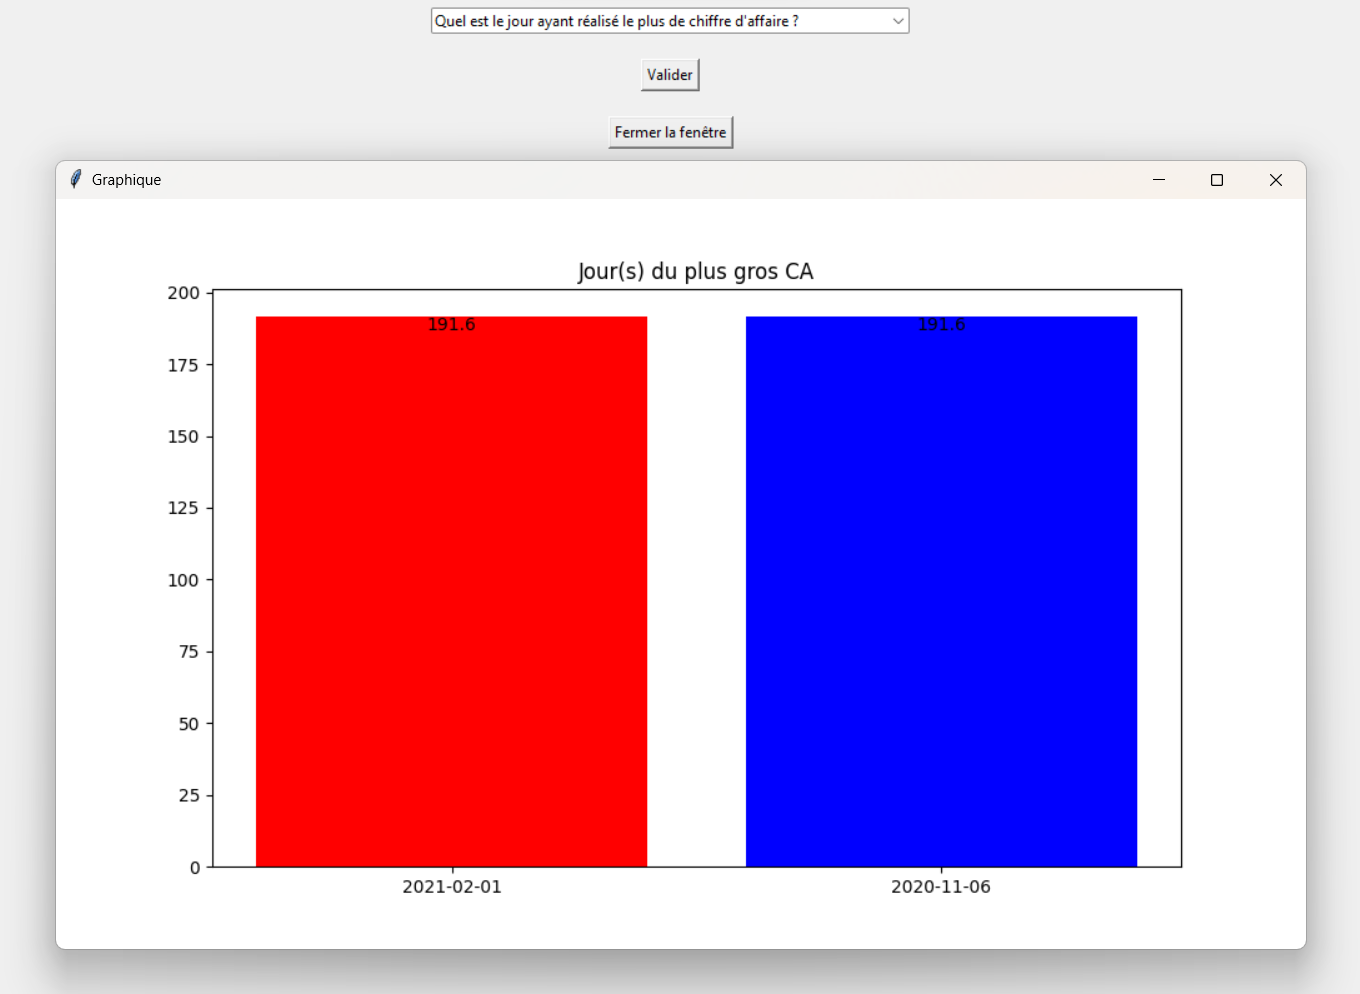 Quel est le jour ayant réalisé le plus de chiffre d'affaire ?
Valider
Fermer la fenêtre
Graphique
Jour(s) du plus gros CA
200
175
150
125
100
75
50
25
0
191.6
191.6
2021-02-01
2020-11-06